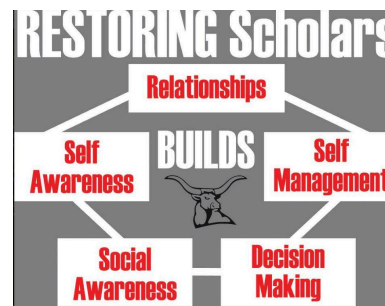 RESTORING Scholars
Relationships
Self
Awareness
BUILDS
Self
Management
Social
Awareness
Decision
Making